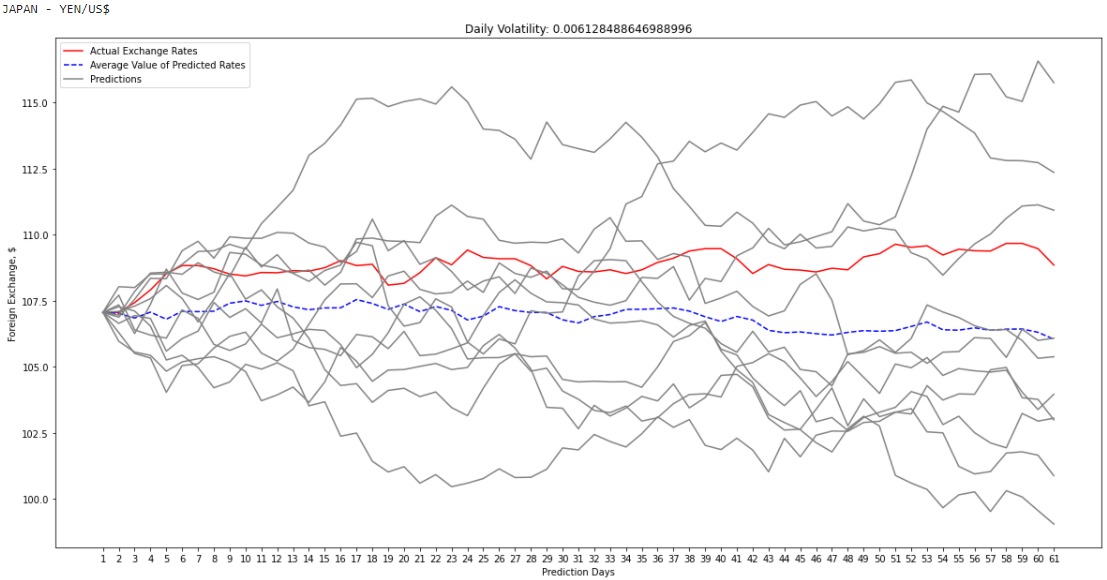 JAPAN - YEN/US$
Daily Volatility: 0.006128488646988996
Actual Exchange Rates
Average Value of Predicted Rates
Predictions
Foreign Exchange, $
115.0
112.5
110.0
107.5
105.0
102.5
100.0
1 2 3 4 5 6 7 8 9 10 11 12 13 14 15 16 17 18 19 20 21 22 23 24 25 26 27 28 29 30 31 32 33 34 35 36 37 38 39 40 41 42 43 44 45 46 47 48 49 50 51 52 53 54 55 56 57 58 59 60 61
Prediction Days